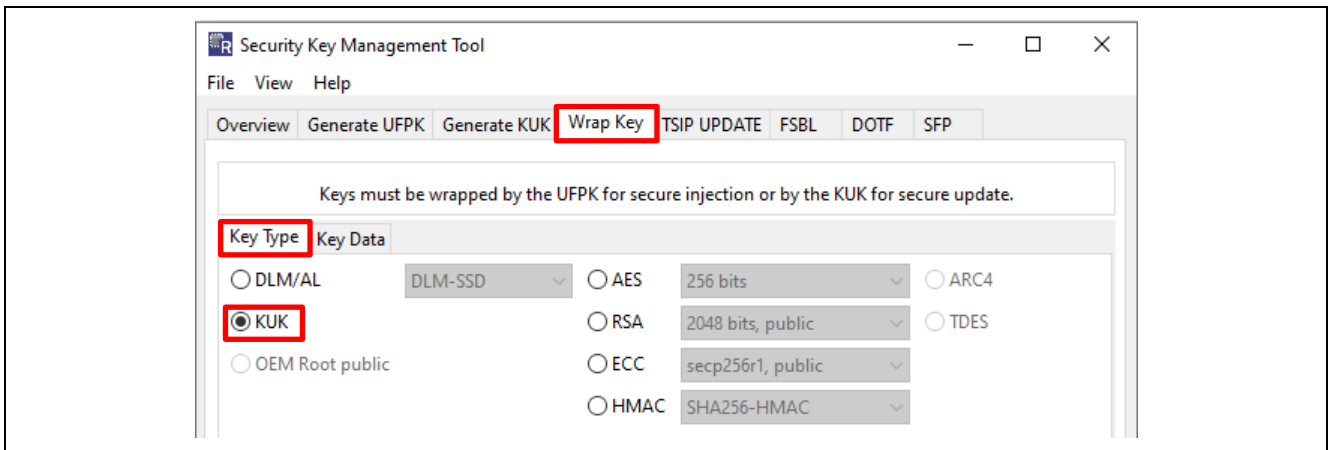 Security Key Management Tool
File View Help
Overview Generate UFPK Generate KUK Wrap Key TSIP UPDATE FSBL DOTF SFP
Keys must be wrapped by the UFPK for secure injection or by the KUK for secure update.
Key Type Key Data
DLM/AL DLM-SSD AES 256 bits ARC4
KUK RSA 2048 bits, public TDES
OEM Root public ECC secp256r1, public
HMAC SHA256-HMAC